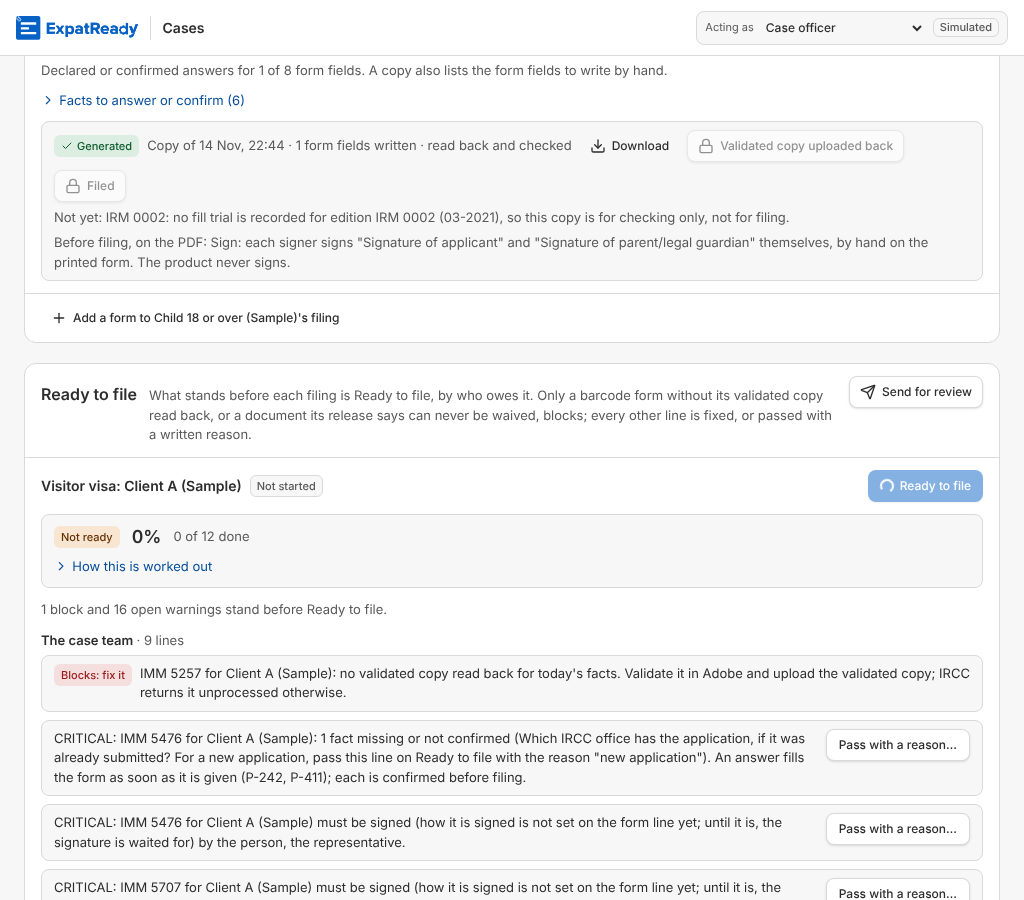 ExpatReady
Cases
Acting as Case officer Simulated
Declared or confirmed answers for 1 of 8 form fields. A copy also lists the form fields to write by hand.
Facts to answer or confirm (6)
Generated Copy of 14 Nov, 22:44 · 1 form fields written · read back and checked Download Validated copy uploaded back
Filed
Not yet: IRM 0002: no fill trial is recorded for edition IRM 0002 (03-2021), so this copy is for checking only, not for filing.
Before filing, on the PDF: Sign: each signer signs "Signature of applicant" and "Signature of parent/legal guardian" themselves, by hand on the
printed form. The product never signs.
Add a form to Child 18 or over (Sample)'s filing
Ready to file
What stands before each filing is Ready to file, by who owes it. Only a barcode form without its validated copy
read back, or a document its release says can never be waived, blocks; every other line is fixed, or passed with
a written reason.
Send for review
Visitor visa: Client A (Sample) Not started Ready to file
Not ready 0% 0 of 12 done
How this is worked out
1 block and 16 open warnings stand before Ready to file.
The case team · 9 lines
Blocks: fix it IMM 5257 for Client A (Sample): no validated copy read back for today's facts. Validate it in Adobe and upload the validated copy; IRCC
returns it unprocessed otherwise.
CRITICAL: IMM 5476 for Client A (Sample): 1 fact missing or not confirmed (Which IRCC office has the application, if it was
already submitted? For a new application, pass this line on Ready to file with the reason "new application"). An answer fills
the form as soon as it is given (P-242, P-411); each is confirmed before filing.
Pass with a reason...
CRITICAL: IMM 5476 for Client A (Sample) must be signed (how it is signed is not set on the form line yet; until it is, the
signature is waited for) by the person, the representative.
Pass with a reason...
CRITICAL: IMM 5707 for Client A (Sample) must be signed (how it is signed is not set on the form line yet; until it is, the
Pass with a reason...